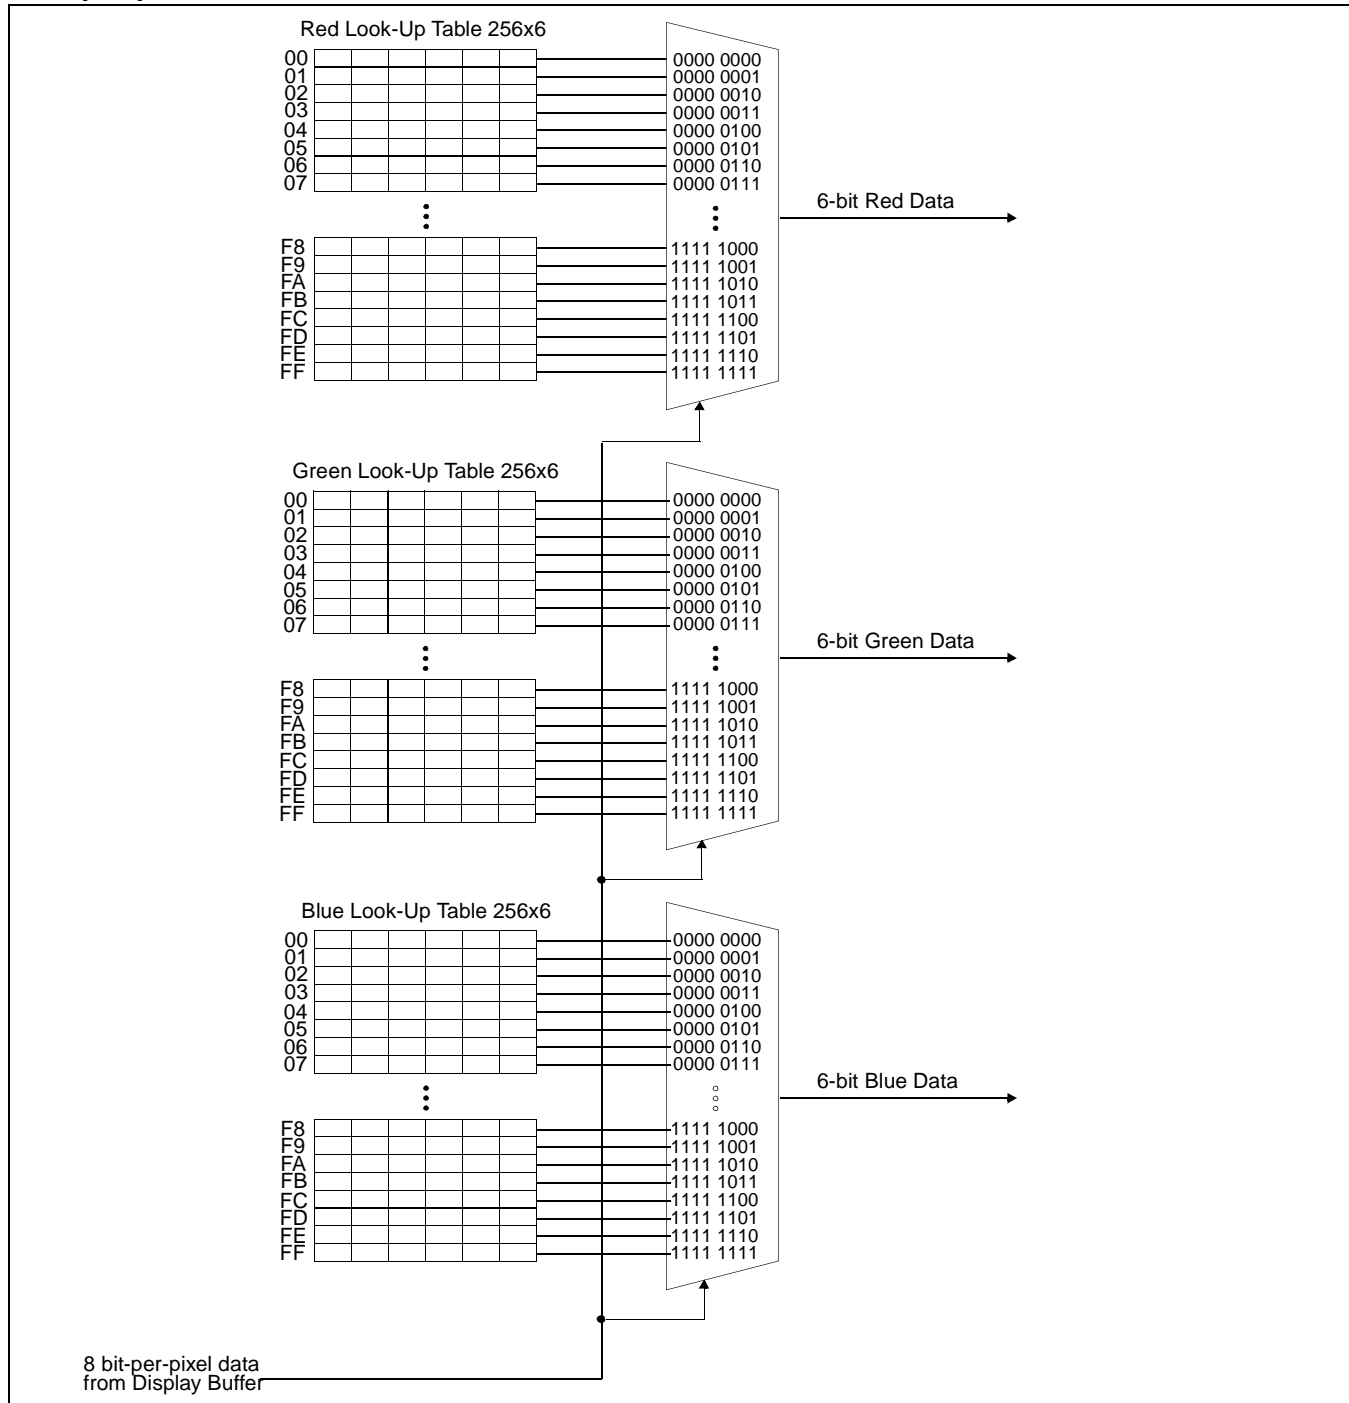 Red Look-Up Table 256x6
00 0000 0000
01 0000 0001
02 0000 0010
03 0000 0011
04 0000 0100
05 0000 0101
06 0000 0110
07 0000 0111
6-bit Red Data
F8 1111 1000
F9 1111 1001
FA 1111 1010
FB 1111 1011
FC 1111 1100
FD 1111 1101
FE 1111 1110
FF 1111 1111
Green Look-Up Table 256x6
00 0000 0000
01 0000 0001
02 0000 0010
03 0000 0011
04 0000 0100
05 0000 0101
06 0000 0110
07 0000 0111
6-bit Green Data
F8 1111 1000
F9 1111 1001
FA 1111 1010
FB 1111 1011
FC 1111 1100
FD 1111 1101
FE 1111 1110
FF 1111 1111
Blue Look-Up Table 256x6
00 0000 0000
01 0000 0001
02 0000 0010
03 0000 0011
04 0000 0100
05 0000 0101
06 0000 0110
07 0000 0111
6-bit Blue Data
F8 1111 1000
F9 1111 1001
FA 1111 1010
FB 1111 1011
FC 1111 1100
FD 1111 1101
FE 1111 1110
FF 1111 1111
8 bit-per-pixel data
from Display Buffer